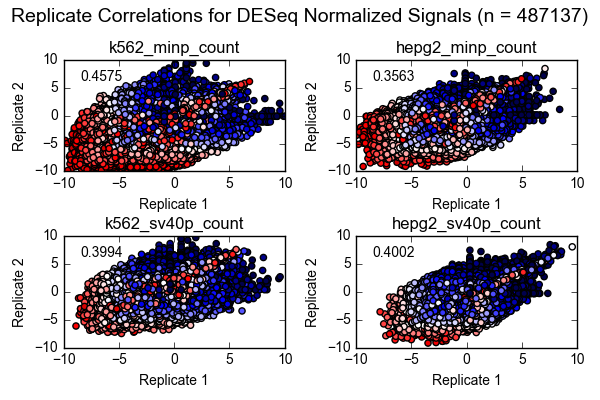 Replicate Correlations for DESeq Normalized Signals (n = 487137)
k562_minp_count
hepg2_minp_count
10
5
0
−5
−10
Replicate 2
0.4575
−10 −5 0 5 10
Replicate 1
10
5
0
−5
−10
Replicate 2
0.3563
−10 −5 0 5 10
Replicate 1
k562_sv40p_count
hepg2_sv40p_count
10
5
0
−5
−10
Replicate 2
0.3994
−10 −5 0 5 10
Replicate 1
10
5
0
−5
−10
Replicate 2
0.4002
−10 −5 0 5 10
Replicate 1